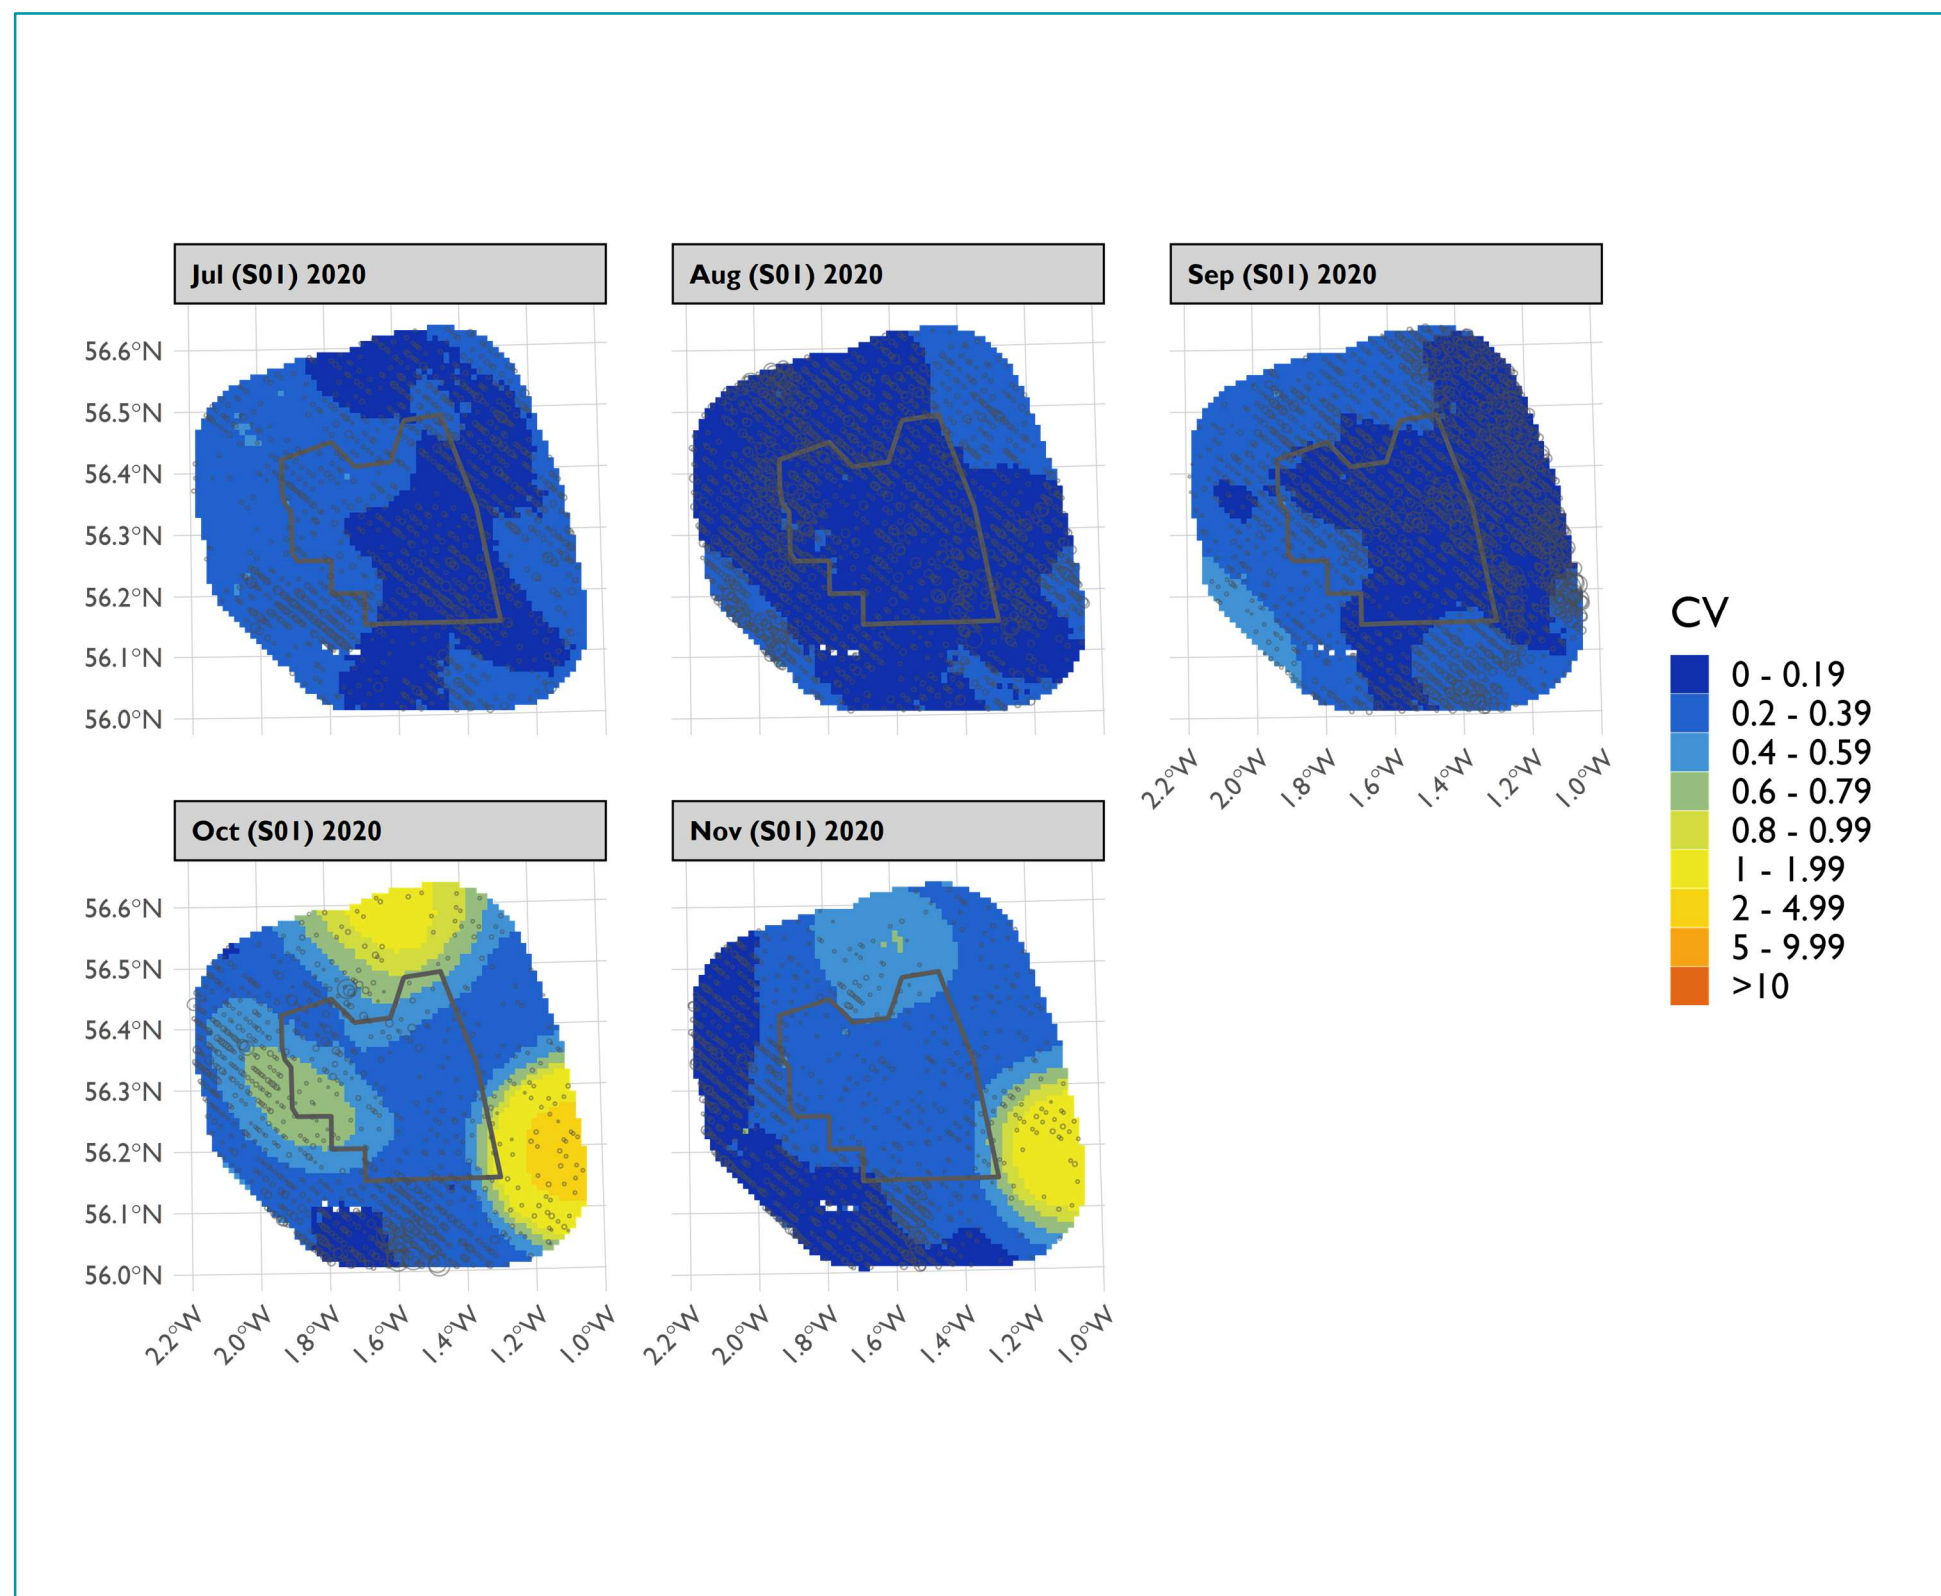 Jul (S01) 2020
Aug (S01) 2020
Sep (S01) 2020
56.6°N
56.5°N
56.4°N
56.3°N
56.2°N
56.1°N
56.0°N
2.2°W
2.0°W
1.8°W
1.6°W
1.4°W
1.2°W
1.0°W
CV
0 - 0.19
0.2 - 0.39
0.4 - 0.59
0.6 - 0.79
0.8 - 0.99
1 - 1.99
2 - 4.99
5 - 9.99
>10
Oct (S01) 2020
Nov (S01) 2020
56.6°N
56.5°N
56.4°N
56.3°N
56.2°N
56.1°N
56.0°N
2.2°W
2.0°W
1.8°W
1.6°W
1.4°W
1.2°W
1.0°W
2.2°W
2.0°W
1.8°W
1.6°W
1.4°W
1.2°W
1.0°W